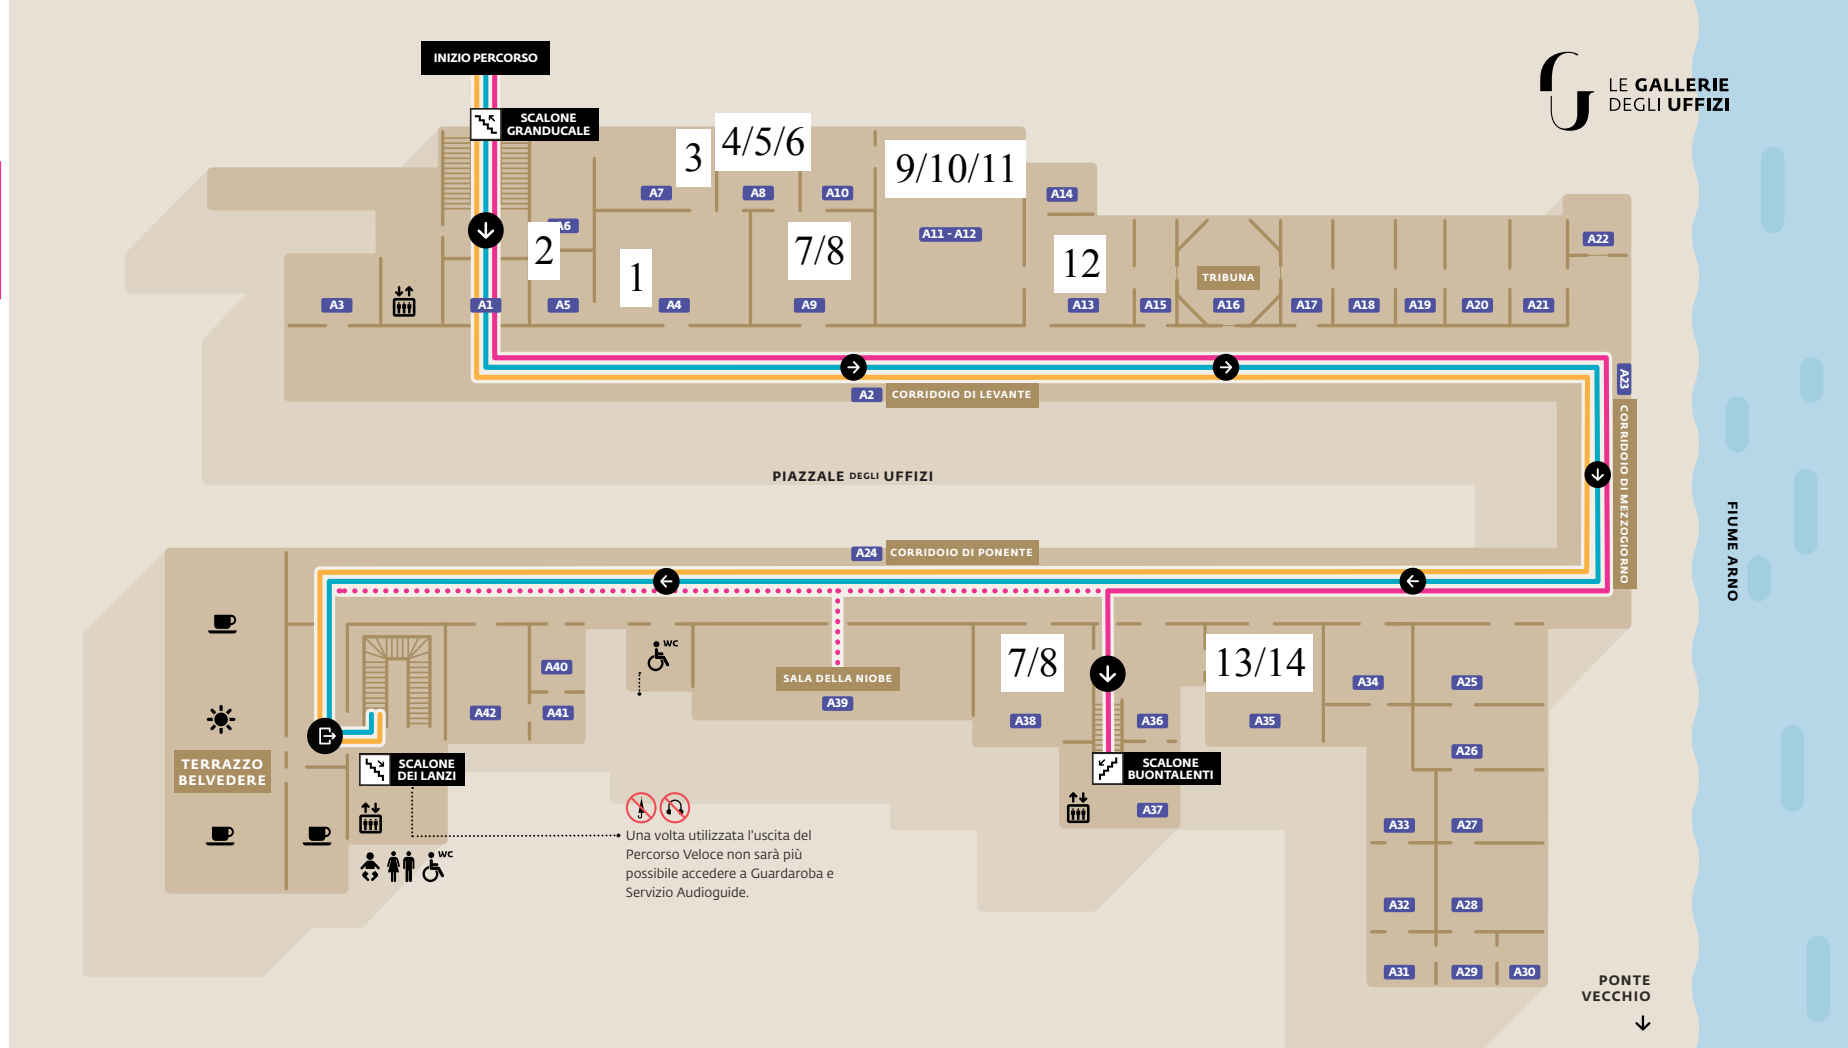 INIZIO PERCORSO
SCALONE
GRANDUCALE
LE GALLERIE
DEGLI UFFIZI
3
4/5/6
9/10/11
A7
A8
A10
A14
A6
2
1
7/8
A11 - A12
12
A22
TRIBUNA
A3
A1
A5
A4
A9
A13
A15
A16
A17
A18
A19
A20
A21
A23
A2
CORRIDOIO DI LEVANTE
CORRIDOIO DI MEZZOGIORNO
PIAZZALE DEGLI UFFIZI
FIUME ARNO
A24
CORRIDOIO DI PONENTE
WC
7/8
13/14
A40
SALA DELLA NIOBE
A39
A34
A25
A42
A41
A38
A36
A35
A26
TERRAZZO
BELVEDERE
SCALONE
DEI LANZI
SCALONE
BUONTALENTI
A37
A33
A27
WC
Una volta utilizzata l'uscita del
Percorso Veloce non sarà più
possibile accedere a Guardaroba e
Servizio Audioguide.
A32
A28
A31
A29
A30
PONTE
VECCHIO